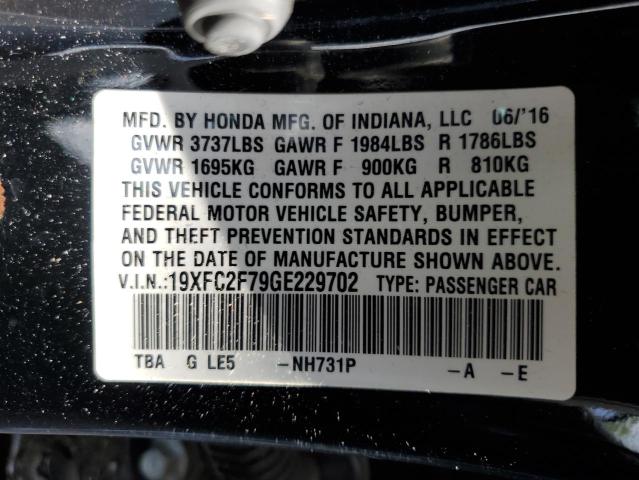 MFD. BY HONDA MFG. OF INDIANA, LLC 06/'16
GVWR 3737LBS GAWR F 1984LBS R 1786LBS
GVWR 1695KG GAWR F 900KG R 810KG
THIS VEHICLE CONFORMS TO ALL APPLICABLE
FEDERAL MOTOR VEHICLE SAFETY, BUMPER,
AND THEFT PREVENTION STANDARDS IN EFFECT
ON THE DATE OF MANUFACTURE SHOWN ABOVE.
V.I.N.:19XFC2F79GE229702 TYPE: PASSENGER CAR
TBA G LE5 -NH731P -A -E